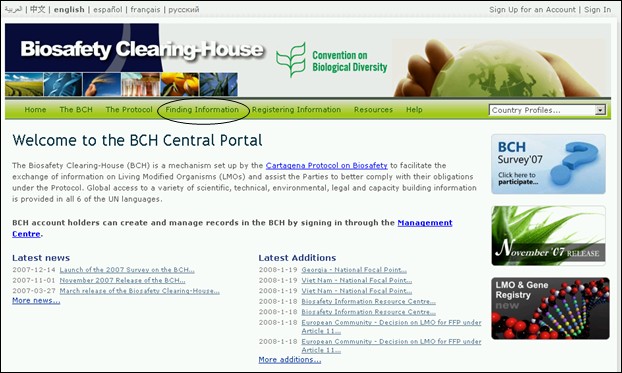 العربية | 中文 | english | español | français | русский
Sign Up for an Account | Sign In
Biosafety Clearing-House
Convention on
Biological Diversity
Home The BCH The Protocol Finding Information Registering Information Resources Help Country Profiles...
Welcome to the BCH Central Portal
The Biosafety Clearing-House (BCH) is a mechanism set up by the Cartagena Protocol on Biosafety to facilitate the
exchange of information on Living Modified Organisms (LMOs) and assist the Parties to better comply with their obligations
under the Protocol. Global access to a variety of scientific, technical, environmental, legal and capacity building information
is provided in all 6 of the UN languages.
BCH account holders can create and manage records in the BCH by signing in through the Management
Centre.
Latest news
2007-12-14 Launch of the 2007 Survey on the BCH...
2007-11-01 November 2007 Release of the BCH...
2007-03-27 March release of the Biosafety Clearing-House...
More news...
Latest Additions
2008-1-19 Georgia - National Focal Point...
2008-1-19 Viet Nam - National Focal Point...
2008-1-19 Viet Nam - National Focal Point...
2008-1-18 Biosafety Information Resource Centre...
2008-1-18 Biosafety Information Resource Centre...
2008-1-18 European Community - Decision on LMO for FFP under
Article 11...
2008-1-18 European Community - Decision on LMO for FFP under
Article 11...
More additions...
BCH
Survey'07
Click here to
participate...
November '07 RELEASE
LMO & Gene
Registry
new